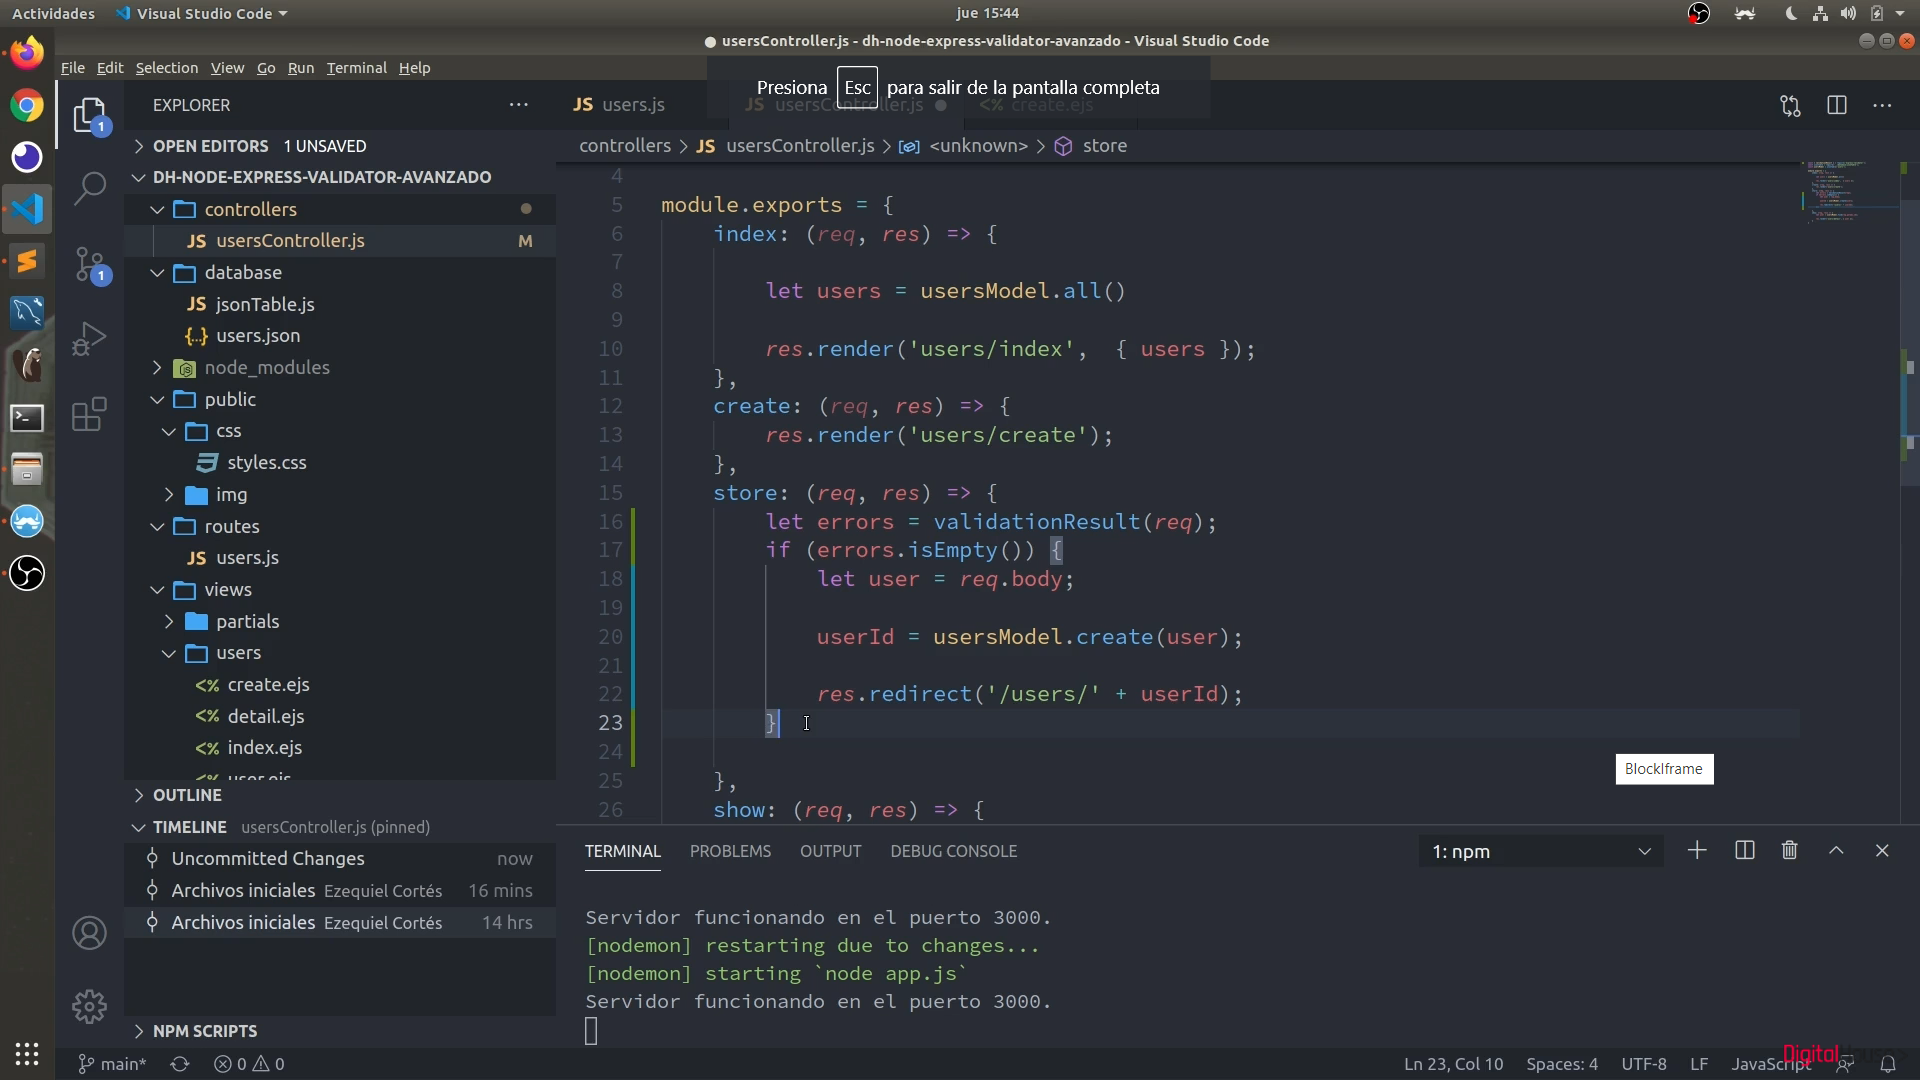 Actividades
Visual Studio Code
jue 15:44
● usersController.js - dh-node-express-validator-avanzado - Visual Studio Code
File Edit Selection View Go Run Terminal Help
Presiona Esc para salir de la pantalla completa
EXPLORER
JS users.js
JS usersController.js
<% create.ejs
OPEN EDITORS 1 UNSAVED
controllers > JS usersController.js > <unknown> > store
DH-NODE-EXPRESS-VALIDATOR-AVANZADO
controllers
JS usersController.js M
database
JS jsonTable.js
{..} users.json
node_modules
public
css
styles.css
img
routes
JS users.js
views
partials
users
<% create.ejs
<% detail.ejs
<% index.ejs
<% user.ejs
OUTLINE
TIMELINE usersController.js (pinned)
Uncommitted Changes now
Archivos iniciales Ezequiel Cortés 16 mins
Archivos iniciales Ezequiel Cortés 14 hrs
NPM SCRIPTS
4
5 module.exports = {
6 index: (req, res) => {
7
8 let users = usersModel.all()
9
10 res.render('users/index', { users });
11 },
12 create: (req, res) => {
13 res.render('users/create');
14 },
15 store: (req, res) => {
16 let errors = validationResult(req);
17 if (errors.isEmpty()) {
18 let user = req.body;
19
20 userId = usersModel.create(user);
21
22 res.redirect('/users/' + userId);
23 }
24
25 },
26 show: (req, res) => {
BlockIframe
TERMINAL PROBLEMS OUTPUT DEBUG CONSOLE
1: npm
Servidor funcionando en el puerto 3000.
[nodemon] restarting due to changes...
[nodemon] starting `node app.js`
Servidor funcionando en el puerto 3000.
main* 0 0
Ln 23, Col 10 Spaces: 4 UTF-8 LF JavaScript
Digital
1
1